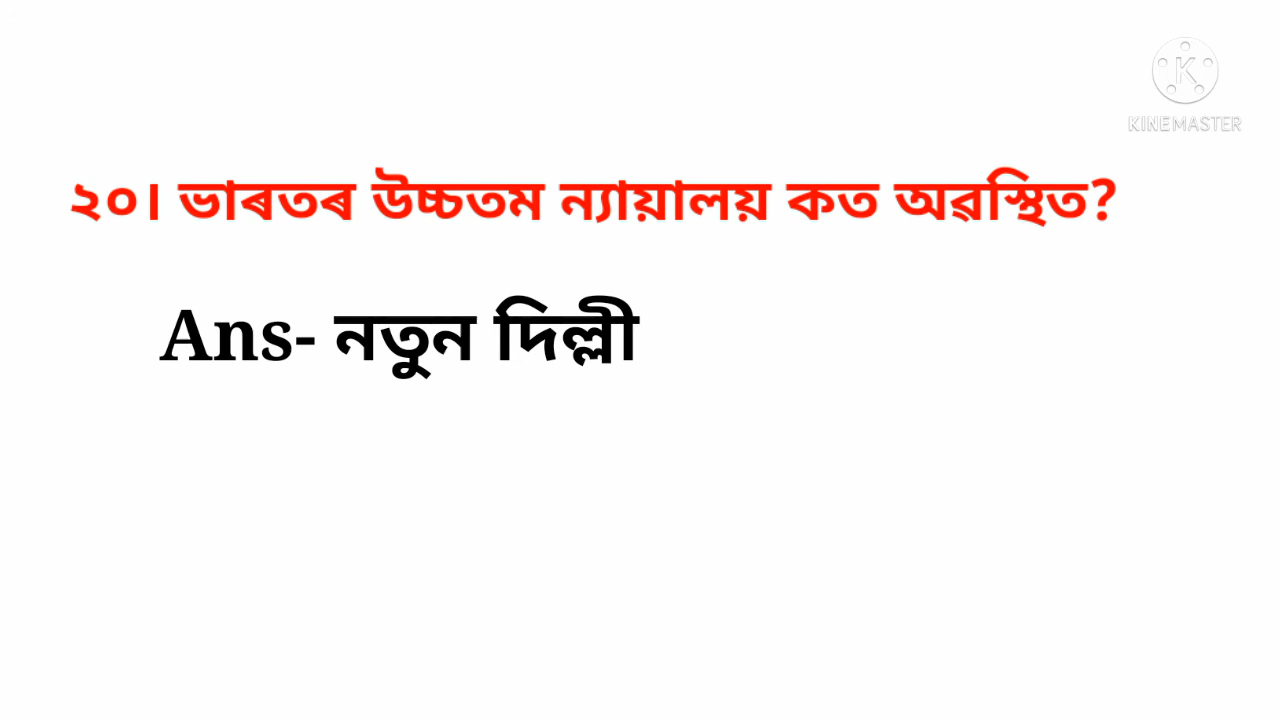 KINEMASTER
২০। ভাৰতৰ উচ্চতম ন্যায়ালয় কত অৱস্থিত?
Ans- নতুন দিল্লী